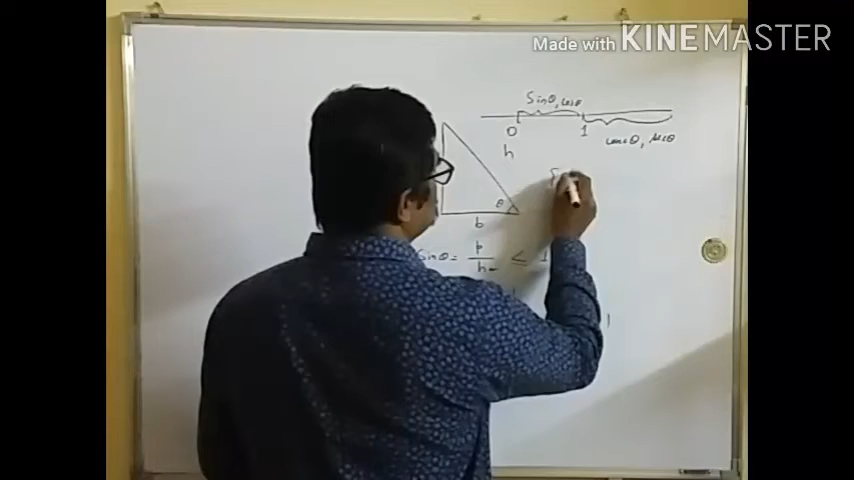 Made with KINEMASTER
Sinθ, cosθ
0 1
cosecθ, secθ
h
θ
b
Sinθ = p/h ≤ 1